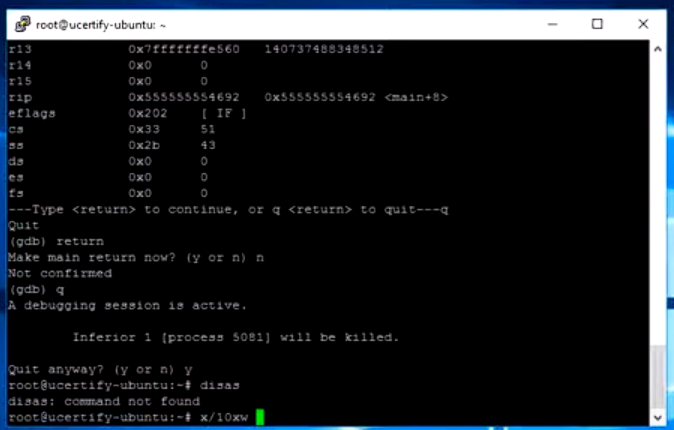 root@ucertify-ubuntu: ~
r13 0x7fffffffe560 140737488348512
r14 0x0 0
r15 0x0 0
rip 0x555555554692 0x555555554692 <main+8>
eflags 0x202 [ IF ]
cs 0x33 51
ss 0x2b 43
ds 0x0 0
es 0x0 0
fs 0x0 0
---Type <return> to continue, or q <return> to quit---q
Quit
(gdb) return
Make main return now? (y or n) n
Not confirmed
(gdb) q
A debugging session is active.
Inferior 1 [process 5081] will be killed.
Quit anyway? (y or n) y
root@ucertify-ubuntu:~# disas
disas: command not found
root@ucertify-ubuntu:~# x/10xw